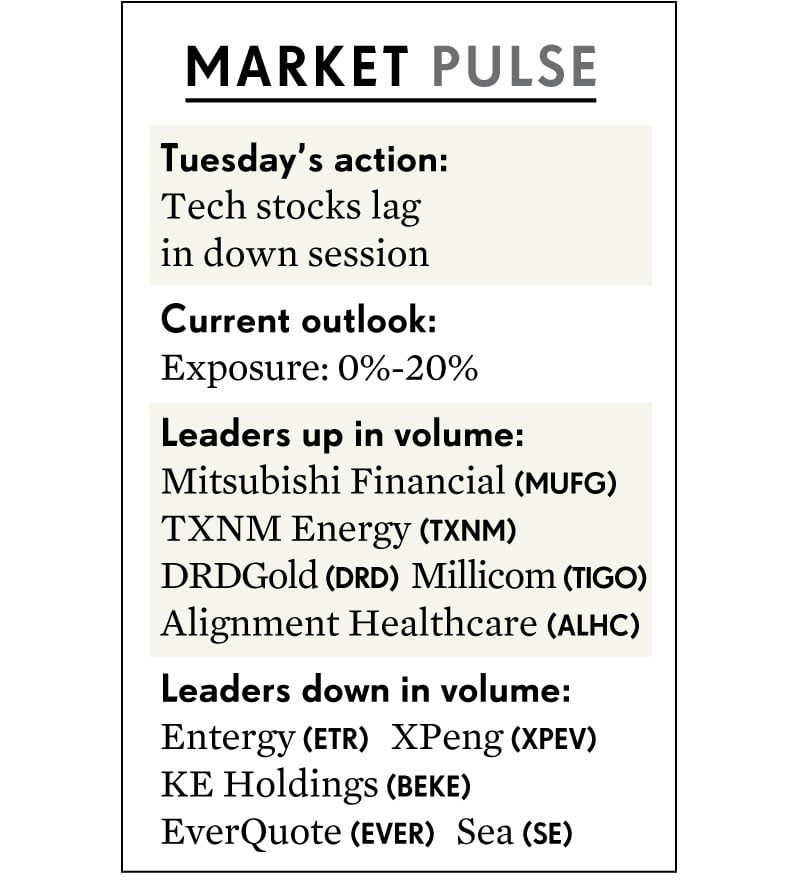 MARKET PULSE
Tuesday's action:
Tech stocks lag
in down session
Current outlook:
Exposure: 0%-20%
Leaders up in volume:
Mitsubishi Financial (MUFG)
TXNM Energy (TXNM)
DRDGold (DRD) Millicom (TIGO)
Alignment Healthcare (ALHC)
Leaders down in volume:
Entergy (ETR) XPeng (XPEV)
KE Holdings (BEKE)
EverQuote (EVER) Sea (SE)